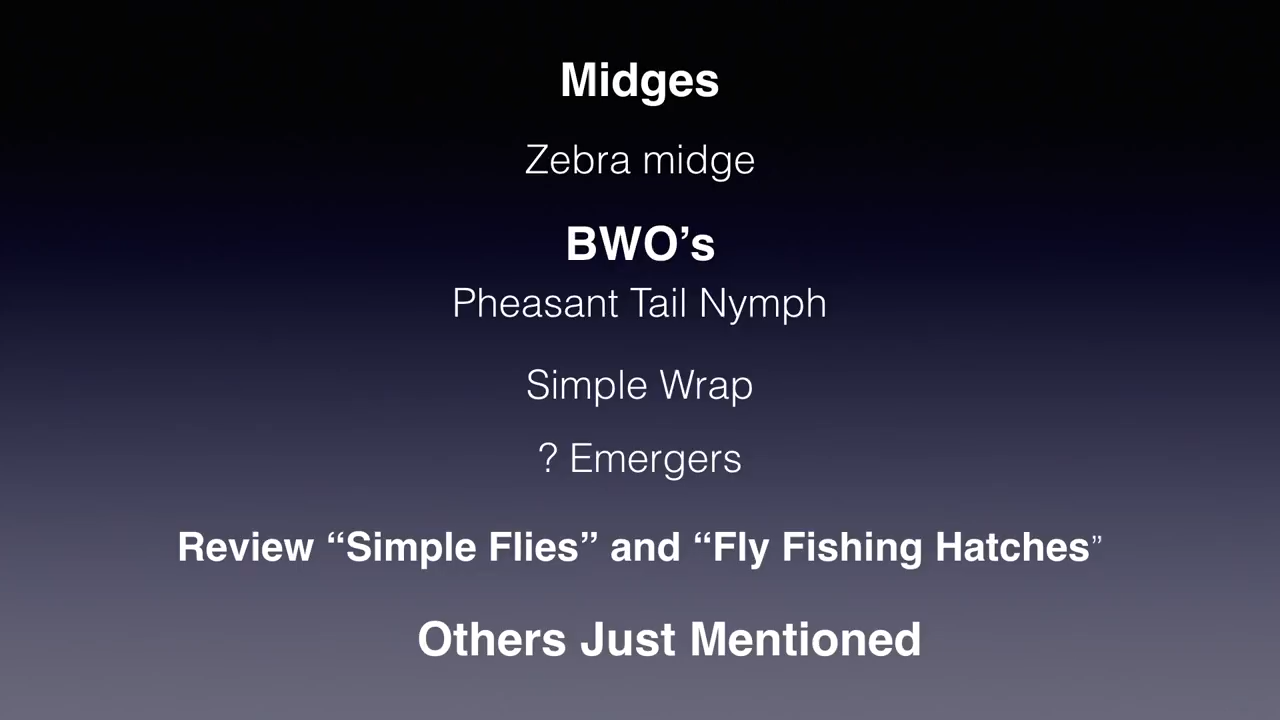 Midges
Zebra midge
BWO’s
Pheasant Tail Nymph
Simple Wrap
? Emergers
Review “Simple Flies” and “Fly Fishing Hatches”
Others Just Mentioned